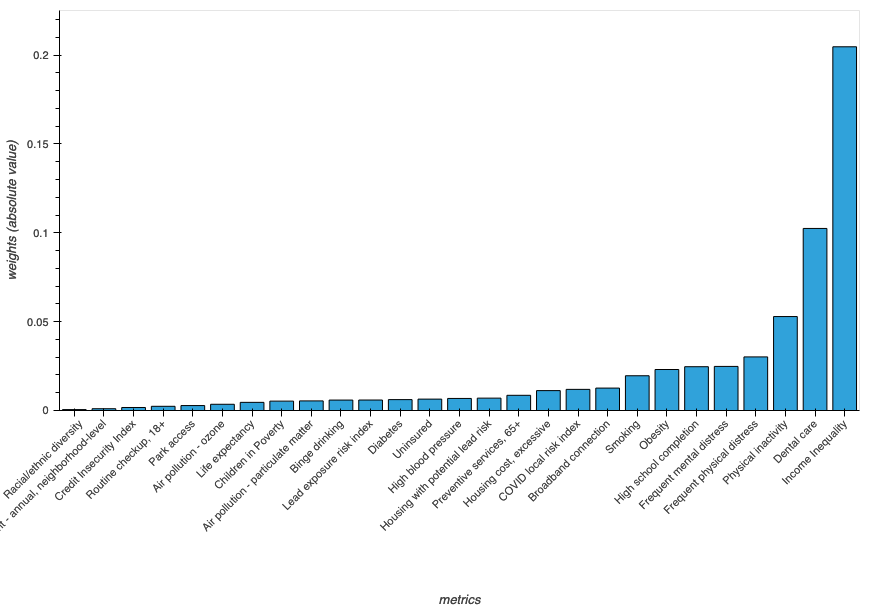 0.2
0.15
0.1
0.05
0
weights (absolute value)
Racial/ethnic diversity
- annual, neighborhood-level
Credit Insecurity Index
Routine checkup, 18+
Park access
Air pollution - ozone
Life expectancy
Children in Poverty
Air pollution - particulate matter
Binge drinking
Lead exposure risk index
Diabetes
Uninsured
High blood pressure
Housing with potential lead risk
Preventive services, 65+
Housing cost, excessive
COVID local risk index
Broadband connection
Smoking
Obesity
High school completion
Frequent mental distress
Frequent physical distress
Physical inactivity
Dental care
Income Inequality
metrics